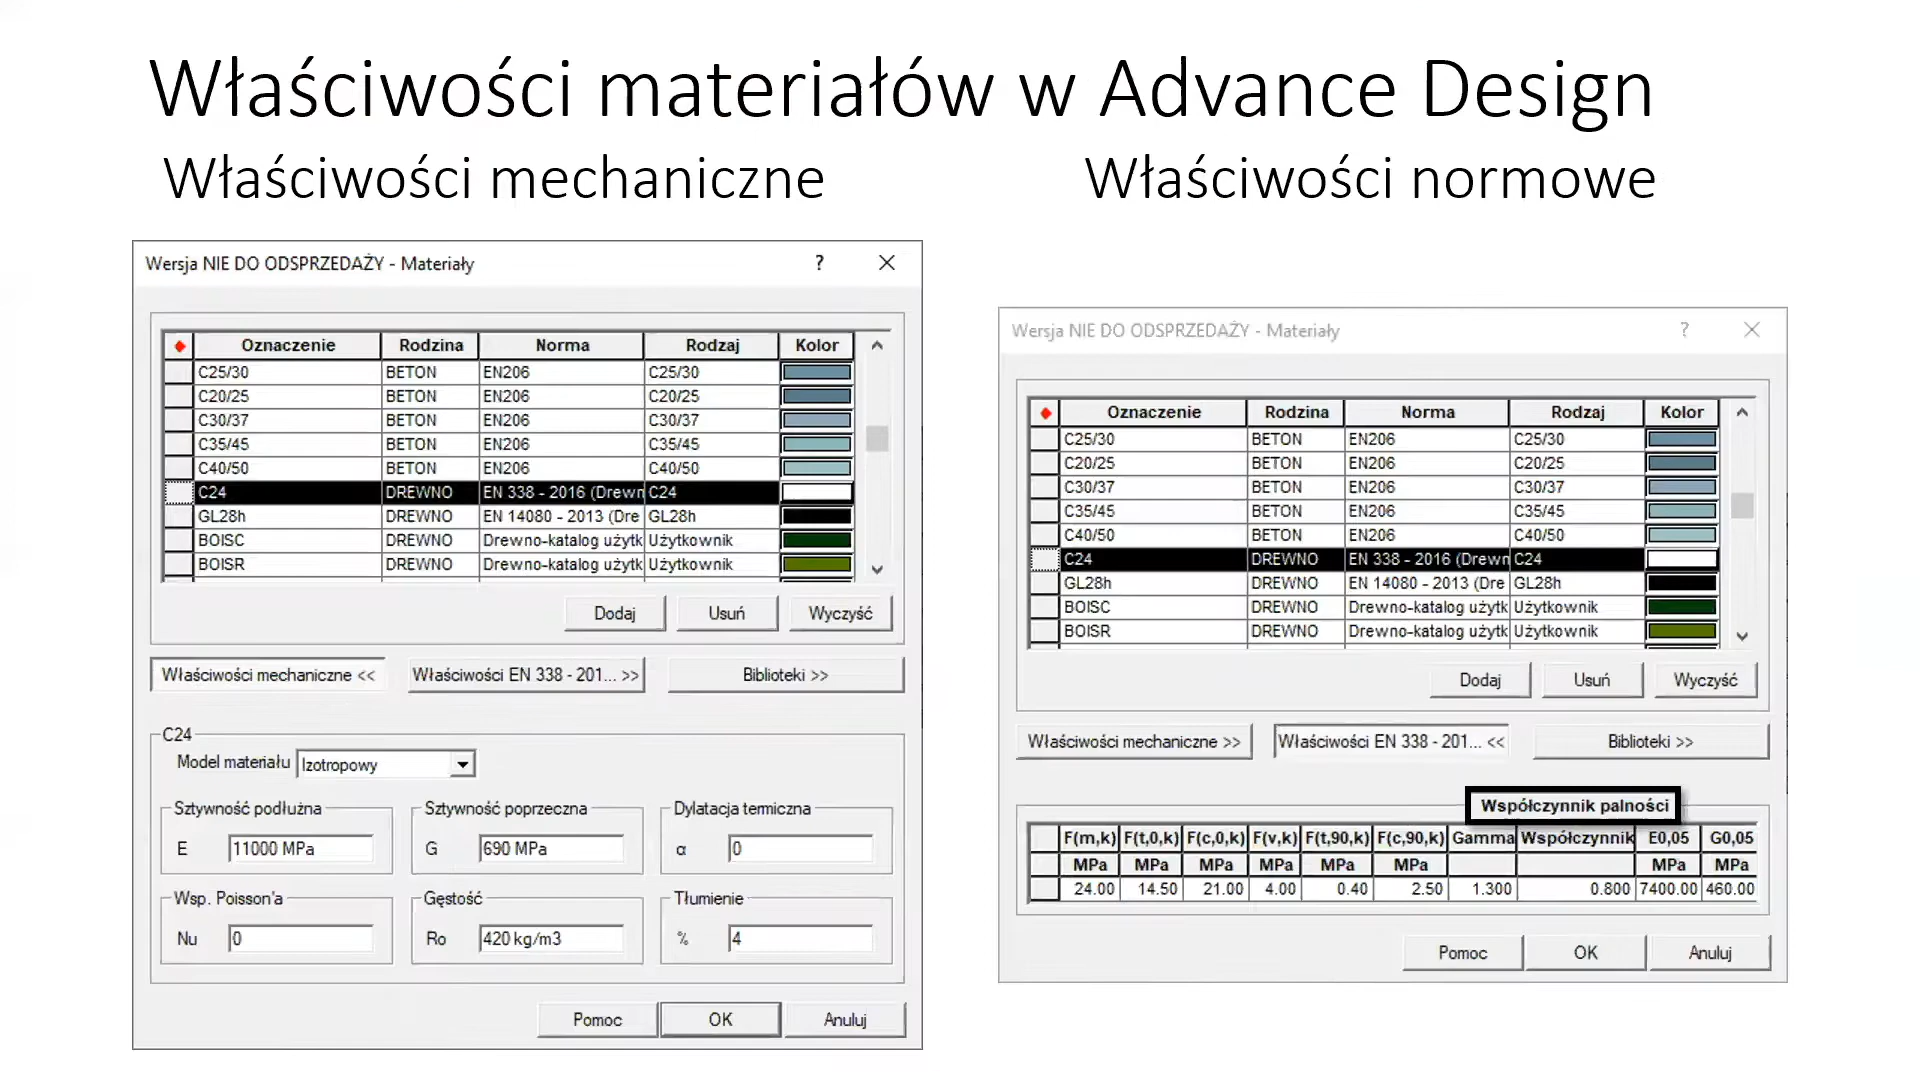 Właściwości materiałów w Advance Design
Właściwości mechaniczne
Właściwości normowe
Wersja NIE DO ODSPRZEDAŻY - Materiały ?
Oznaczenie Rodzina Norma Rodzaj Kolor
C25/30 BETON EN206 C25/30
C20/25 BETON EN206 C20/25
C30/37 BETON EN206 C30/37
C35/45 BETON EN206 C35/45
C40/50 BETON EN206 C40/50
C24 DREWNO EN 338 - 2016 (Drewn C24
GL28h DREWNO EN 14080 - 2013 (Dre GL28h
BOISC DREWNO Drewno-katalog użytk Użytkownik
BOISR DREWNO Drewno-katalog użytk Użytkownik
Dodaj Usuń Wyczyść
Właściwości mechaniczne << Właściwości EN 338 - 201... >> Biblioteki >>
C24
Model materiału Izotropowy
Sztywność podłużna Sztywność poprzeczna Dylatacja termiczna
E 11000 MPa G 690 MPa α 0
Wsp. Poisson'a Gęstość Tłumienie
Nu 0 Ro 420 kg/m3 % 4
Pomoc OK Anuluj
Wersja NIE DO ODSPRZEDAŻY - Materiały ?
Oznaczenie Rodzina Norma Rodzaj Kolor
C25/30 BETON EN206 C25/30
C20/25 BETON EN206 C20/25
C30/37 BETON EN206 C30/37
C35/45 BETON EN206 C35/45
C40/50 BETON EN206 C40/50
C24 DREWNO EN 338 - 2016 (Drewn C24
GL28h DREWNO EN 14080 - 2013 (Dre GL28h
BOISC DREWNO Drewno-katalog użytk Użytkownik
BOISR DREWNO Drewno-katalog użytk Użytkownik
Dodaj Usuń Wyczyść
Właściwości mechaniczne >> Właściwości EN 338 - 201... << Biblioteki >>
Współczynnik palności
F(m,k) F(t,0,k) F(c,0,k) F(v,k) F(t,90,k) F(c,90,k) Gamma Współczynnik E0,05 G0,05
MPa MPa MPa MPa MPa MPa MPa MPa
24.00 14.50 21.00 4.00 0.40 2.50 1.300 0.800 7400.00 460.00
Pomoc OK Anuluj